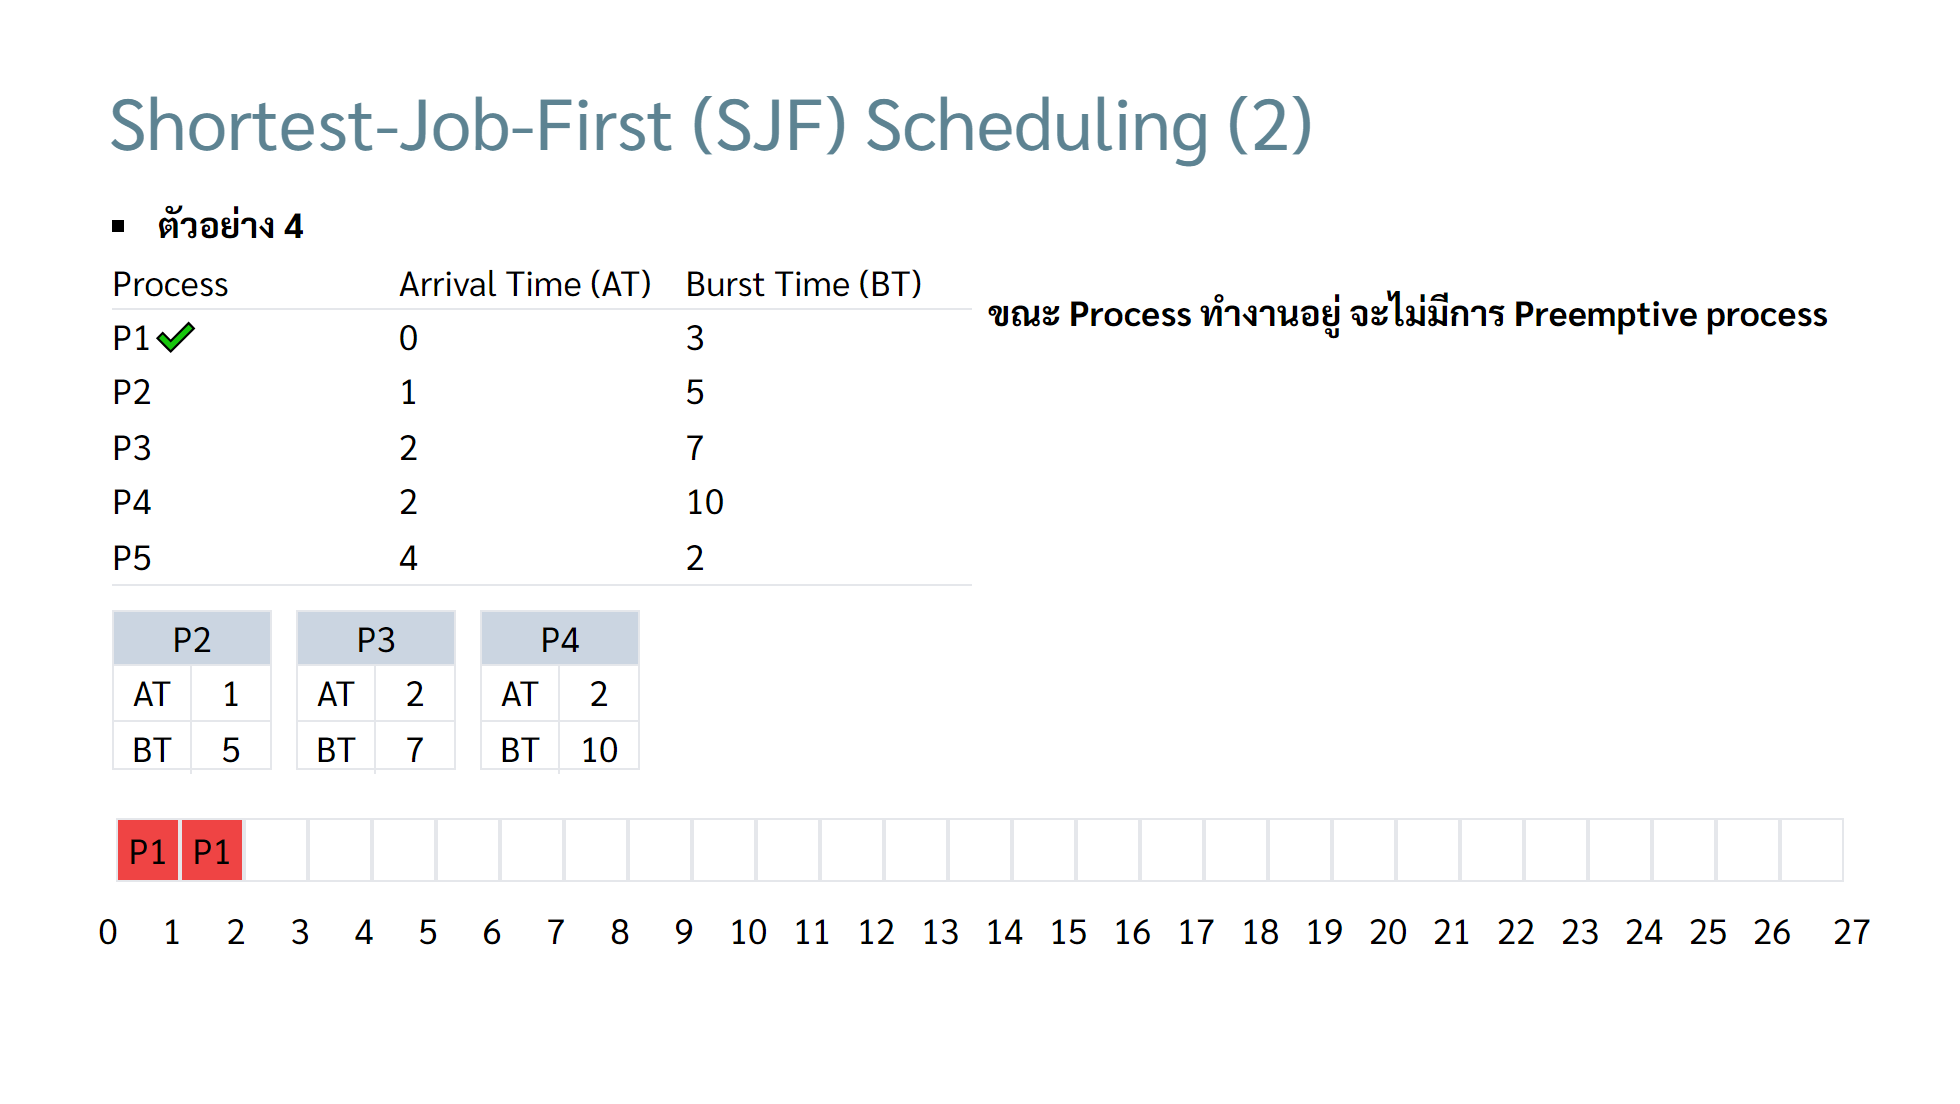 Shortest-Job-First (SJF) Scheduling (2)
ตัวอย่าง 4
Process Arrival Time (AT) Burst Time (BT)
ขณะ Process ทำงานอยู่ จะไม่มีการ Preemptive process
P1 0 3
P2 1 5
P3 2 7
P4 2 10
P5 4 2
P2 P3 P4
AT 1 AT 2 AT 2
BT 5 BT 7 BT 10
P1 P1
0 1 2 3 4 5 6 7 8 9 10 11 12 13 14 15 16 17 18 19 20 21 22 23 24 25 26 27